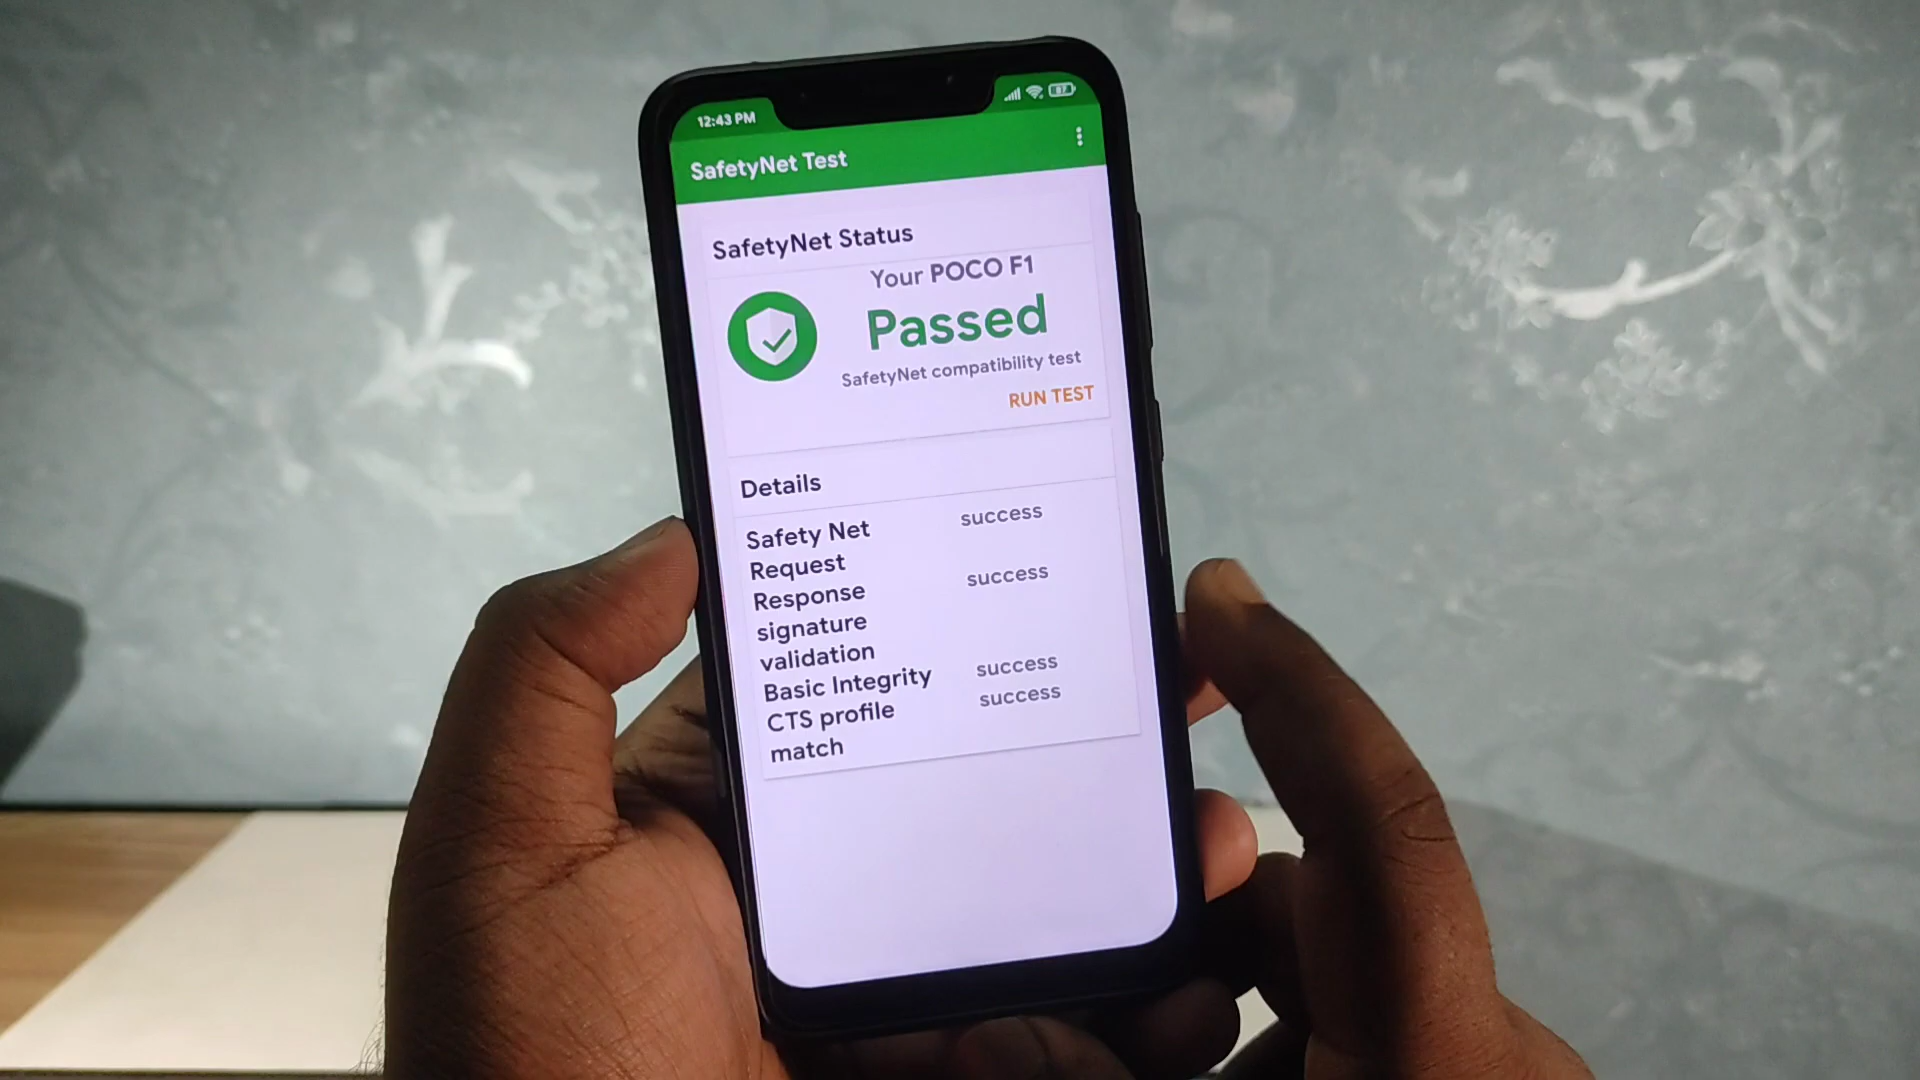 12:43 PM
87
SafetyNet Test
SafetyNet Status
Your POCO F1
Passed
SafetyNet compatibility test
RUN TEST
Details
Safety Net Request success
Response signature validation success
Basic Integrity success
CTS profile match success